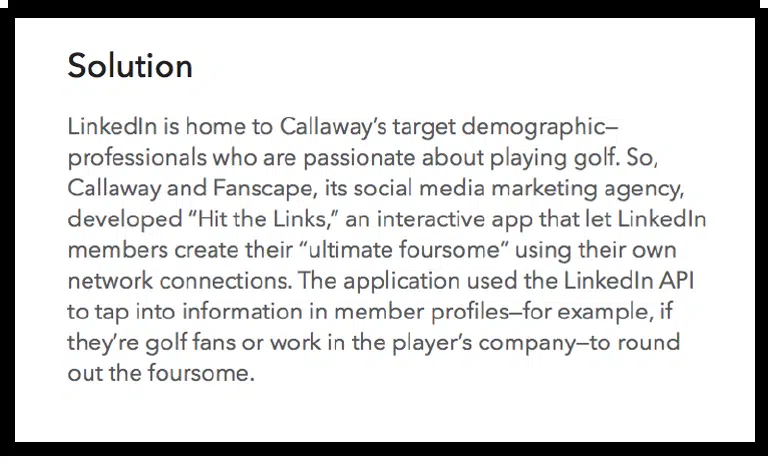 Solution
LinkedIn is home to Callaway’s target demographic–
professionals who are passionate about playing golf. So,
Callaway and Fanscape, its social media marketing agency,
developed “Hit the Links,” an interactive app that let LinkedIn
members create their “ultimate foursome” using their own
network connections. The application used the LinkedIn API
to tap into information in member profiles–for example, if
they’re golf fans or work in the player’s company–to round
out the foursome.